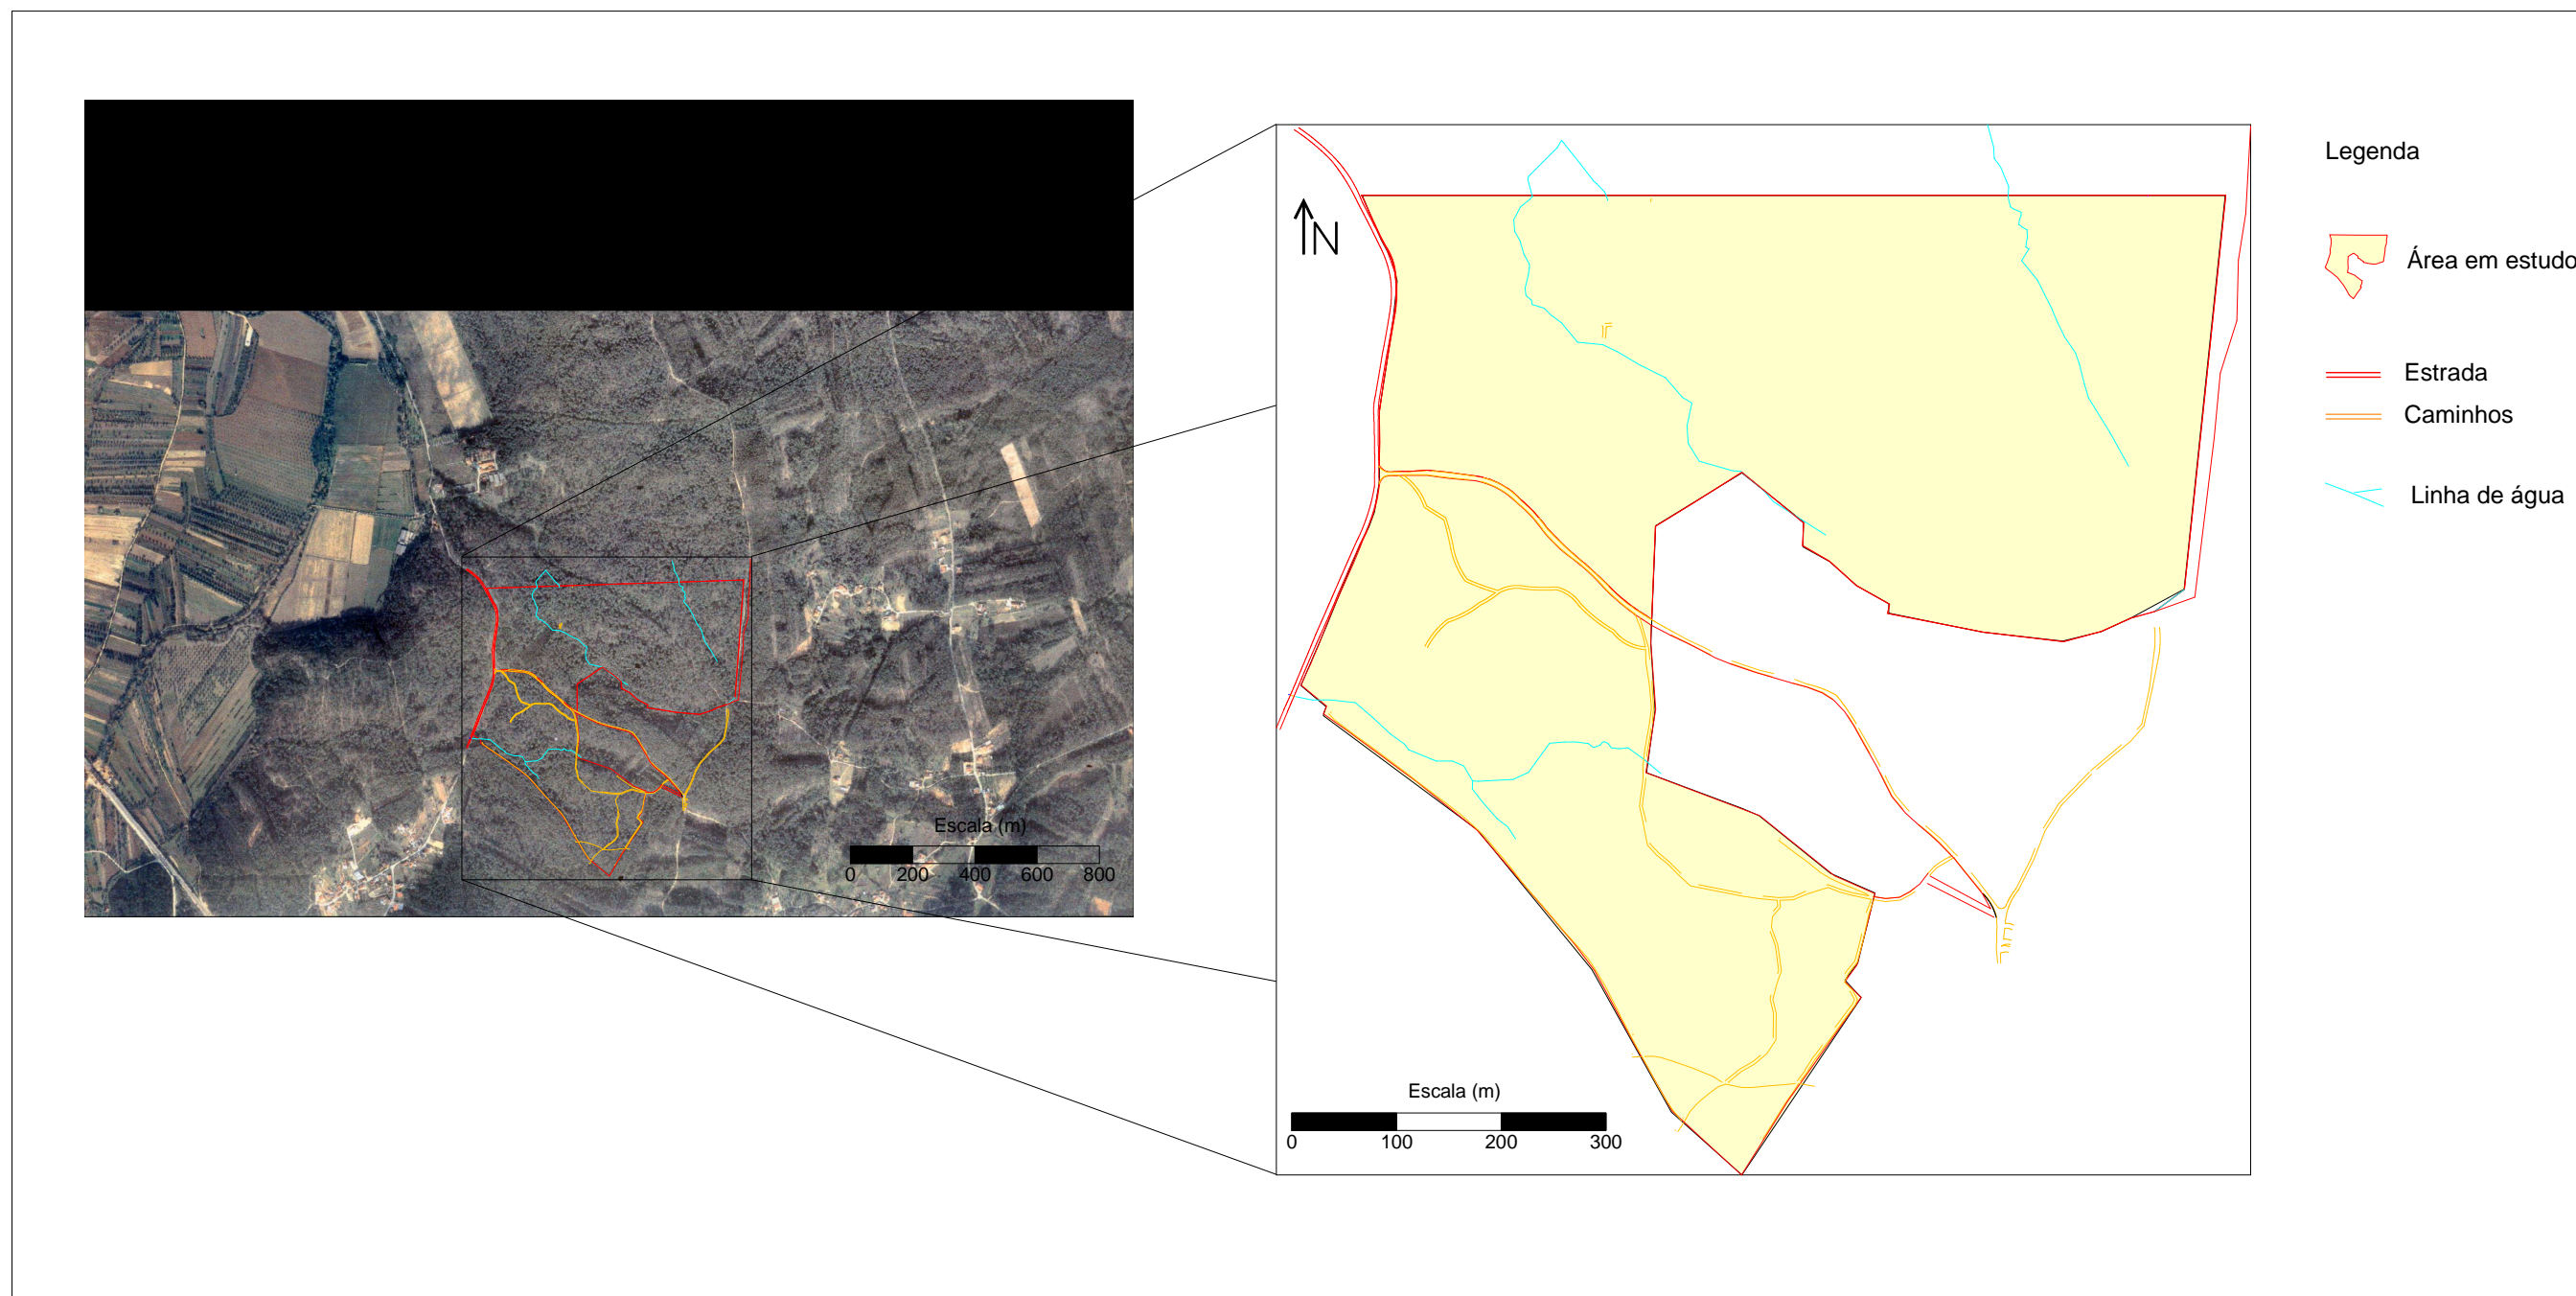 Legenda
N
Área em estudo
Estrada
Caminhos
Linha de água
Escala (m)
0 200 400 600 800
Escala (m)
0 100 200 300